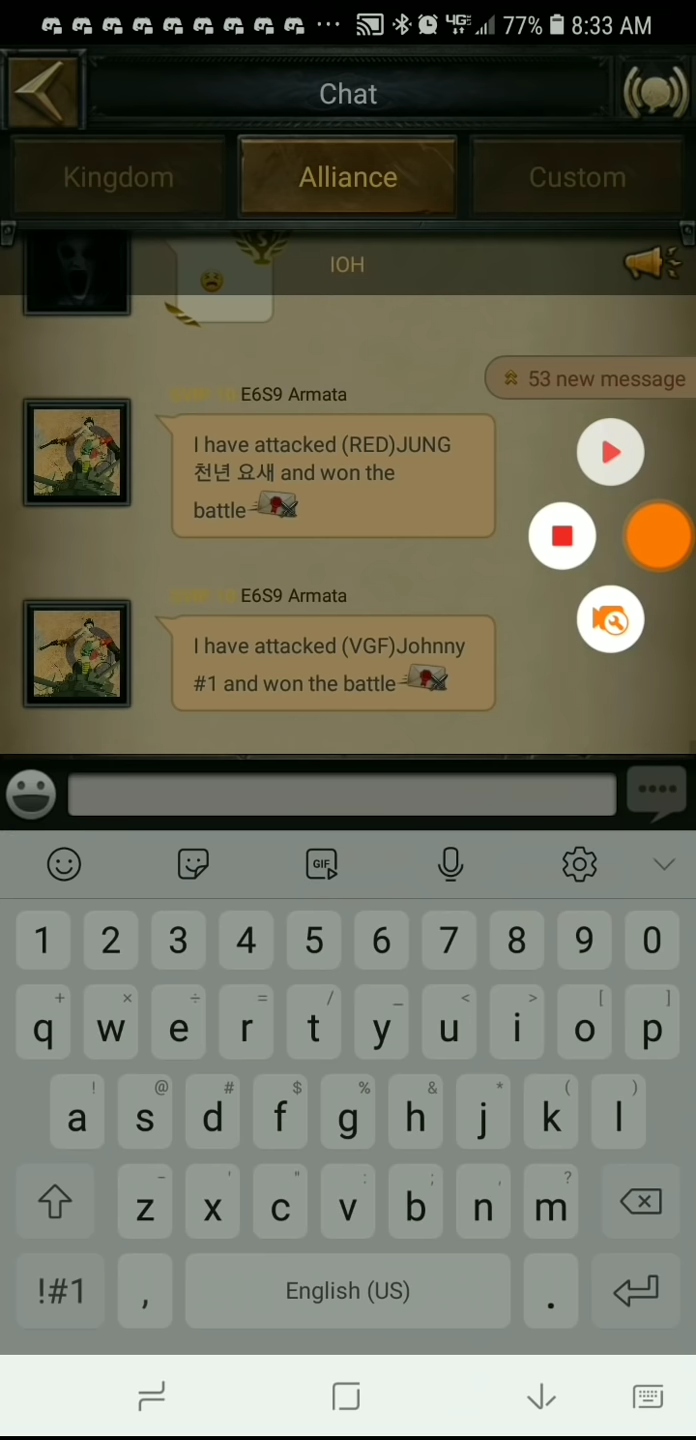 77% 8:33 AM
Chat
Kingdom Alliance Custom
IOH
53 new message
E6S9 Armata
I have attacked (RED)JUNG
천년 요새 and won the
battle
E6S9 Armata
I have attacked (VGF)Johnny
#1 and won the battle
GIF
1 2 3 4 5 6 7 8 9 0
+ × ÷ = / _ < > [ ]
q w e r t y u i o p
! @ # $ % & * ( )
a s d f g h j k l
- ' " : ; , ?
z x c v b n m
!#1 , English (US) .